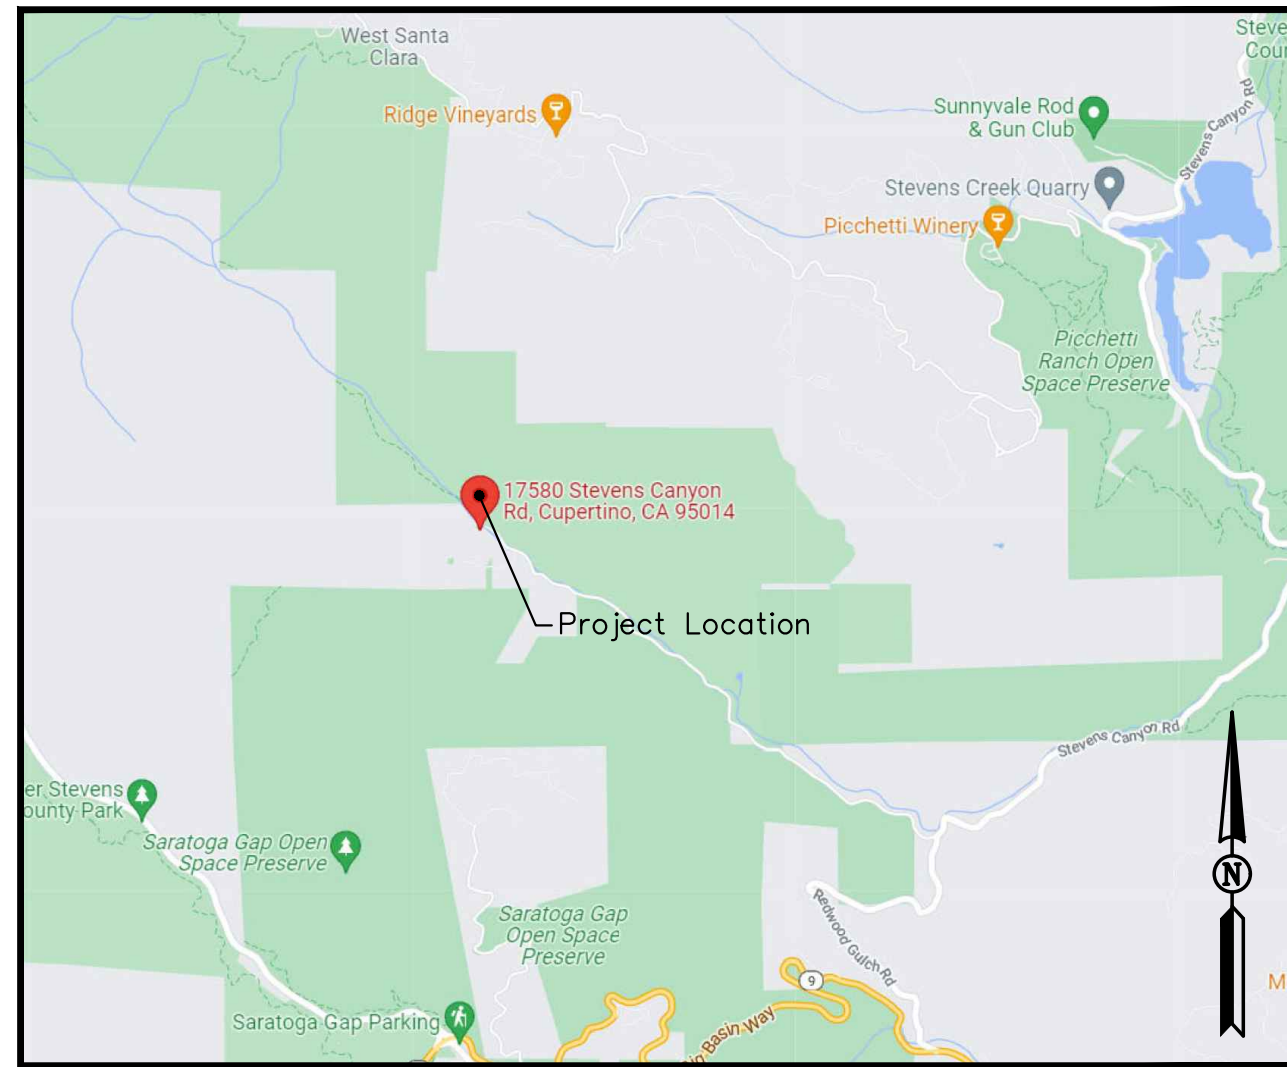 West Santa
Clara
Steve
Cour
Ridge Vineyards
Sunnyvale Rod
& Gun Club
Stevens Canyon Rd
Stevens Creek Quarry
Picchetti Winery
Picchetti
Ranch Open
Space Preserve
17580 Stevens Canyon
Rd, Cupertino, CA 95014
Project Location
Stevens Canyon Rd
er Stevens
ounty Park
Saratoga Gap Open
Space Preserve
N
Saratoga Gap
Open Space
Preserve
Redwood Gulch Rd
9
M
Saratoga Gap Parking
ig Basin Way